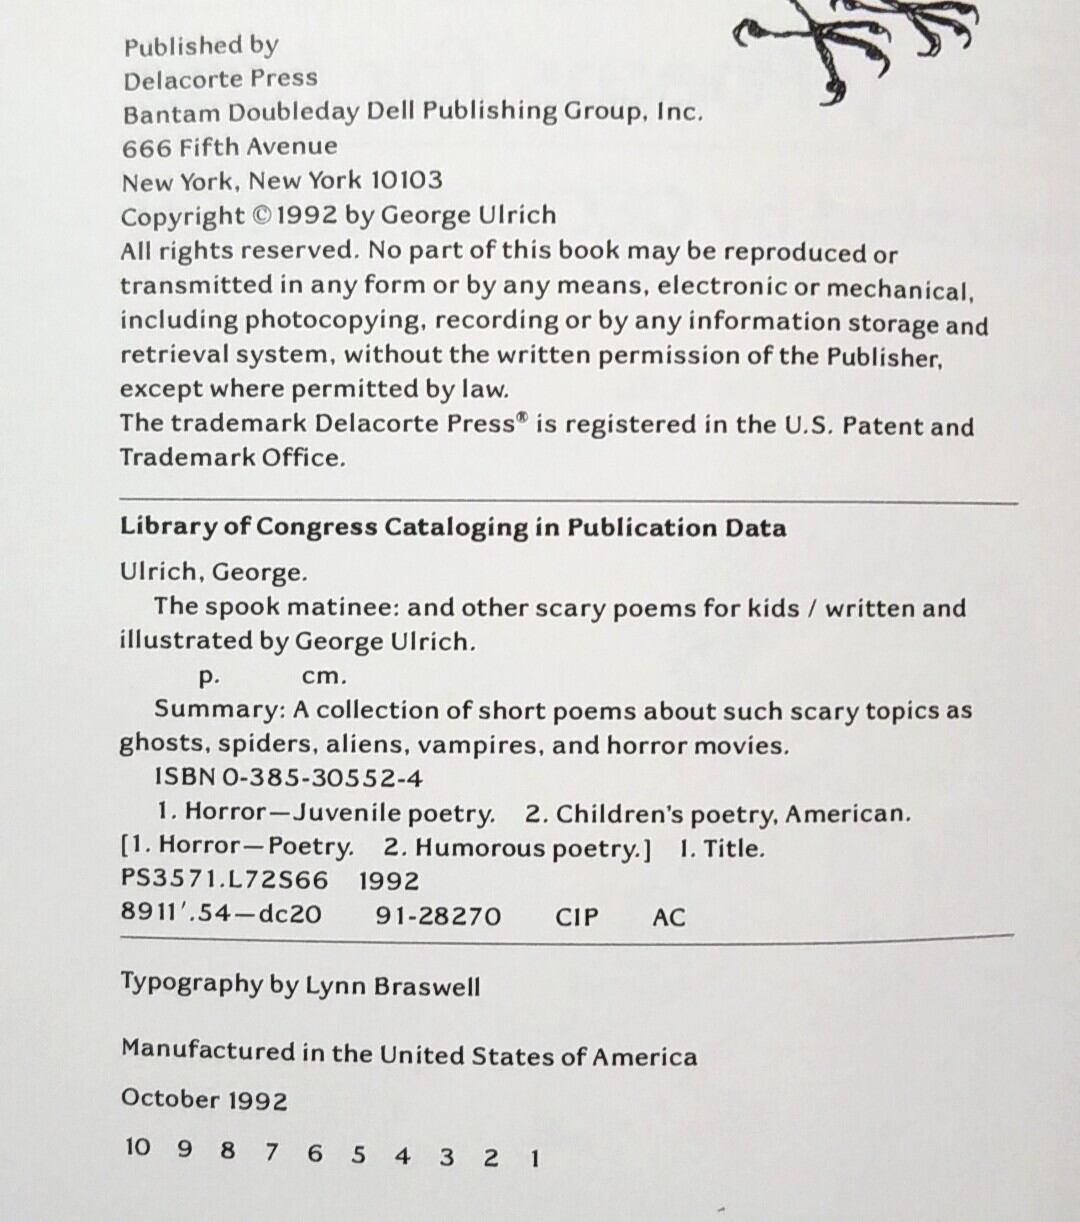 Published by
Delacorte Press
Bantam Doubleday Dell Publishing Group, Inc.
666 Fifth Avenue
New York, New York 10103
Copyright © 1992 by George Ulrich
All rights reserved. No part of this book may be reproduced or
transmitted in any form or by any means, electronic or mechanical,
including photocopying, recording or by any information storage and
retrieval system, without the written permission of the Publisher,
except where permitted by law.
The trademark Delacorte Press® is registered in the U.S. Patent and
Trademark Office.
Library of Congress Cataloging in Publication Data
Ulrich, George.
The spook matinee: and other scary poems for kids / written and
illustrated by George Ulrich.
p. cm.
Summary: A collection of short poems about such scary topics as
ghosts, spiders, aliens, vampires, and horror movies.
ISBN 0-385-30552-4
1. Horror—Juvenile poetry. 2. Children's poetry, American.
[1. Horror—Poetry. 2. Humorous poetry.] 1. Title.
PS3571.L72S66 1992
8911'.54—dc20 91-28270 CIP AC
Typography by Lynn Braswell
Manufactured in the United States of America
October 1992
10 9 8 7 6 5 4 3 2 1